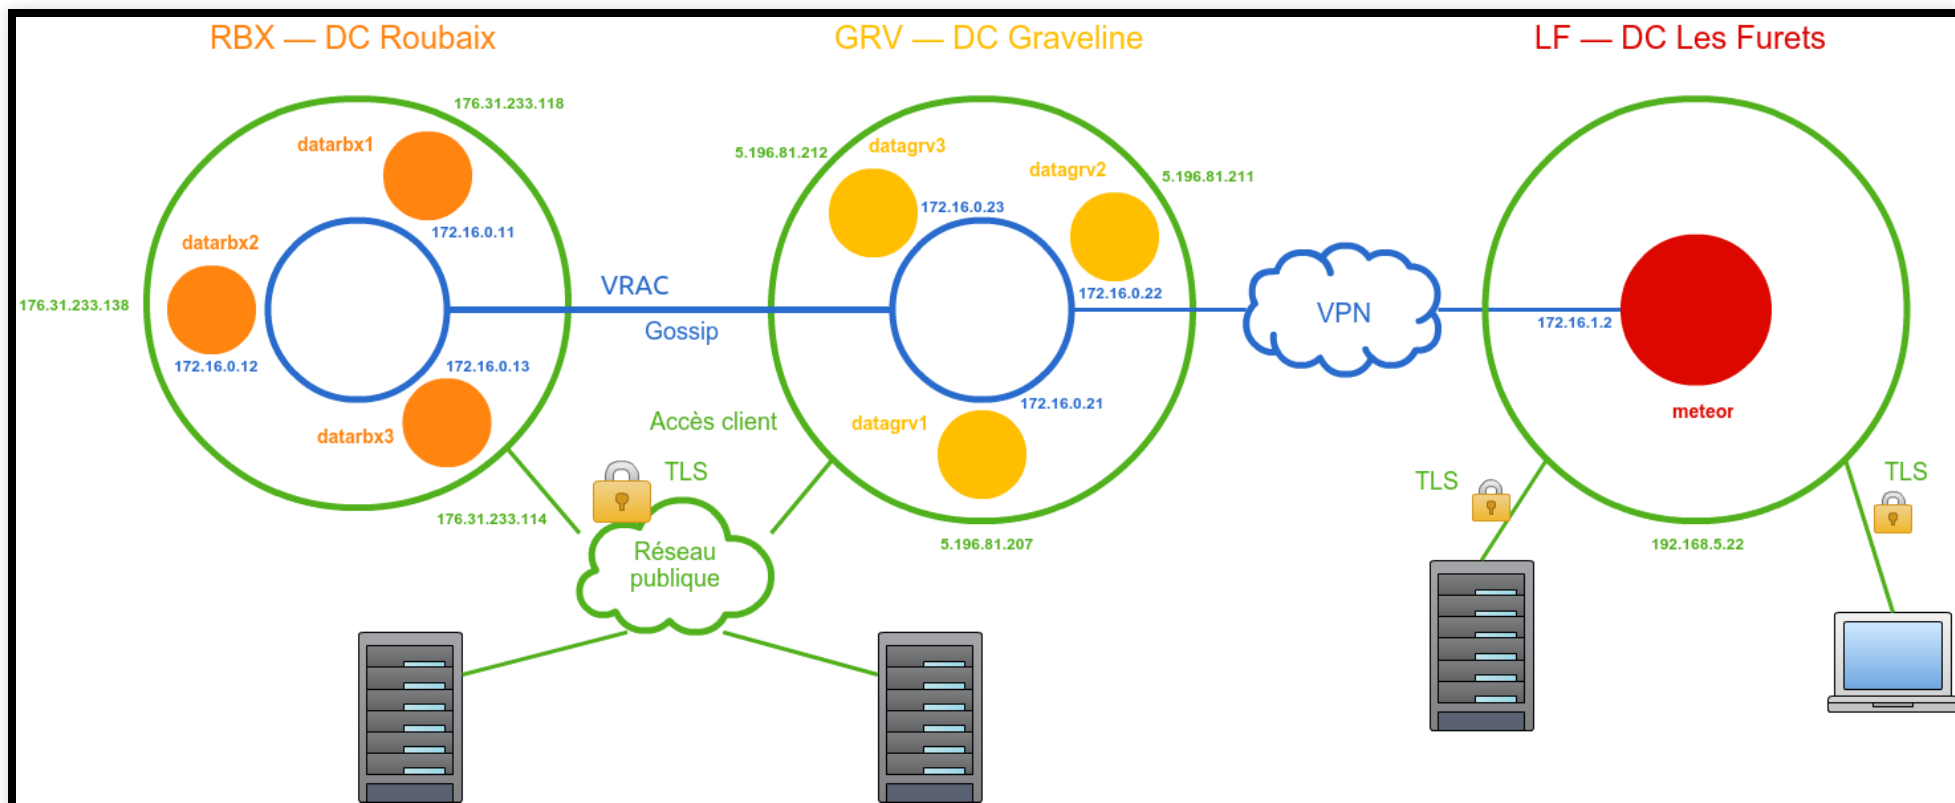 RBX — DC Roubaix
GRV — DC Graveline
LF — DC Les Furets
176.31.233.118
datarbx1
172.16.0.11
datarbx2
176.31.233.138
172.16.0.12
172.16.0.13
datarbx3
176.31.233.114
VRAC
Gossip
5.196.81.212
datagrv3
datagrv2
5.196.81.211
172.16.0.23
172.16.0.22
172.16.0.21
datagrv1
5.196.81.207
Accès client
TLS
Réseau
publique
VPN
172.16.1.2
meteor
TLS
TLS
192.168.5.22